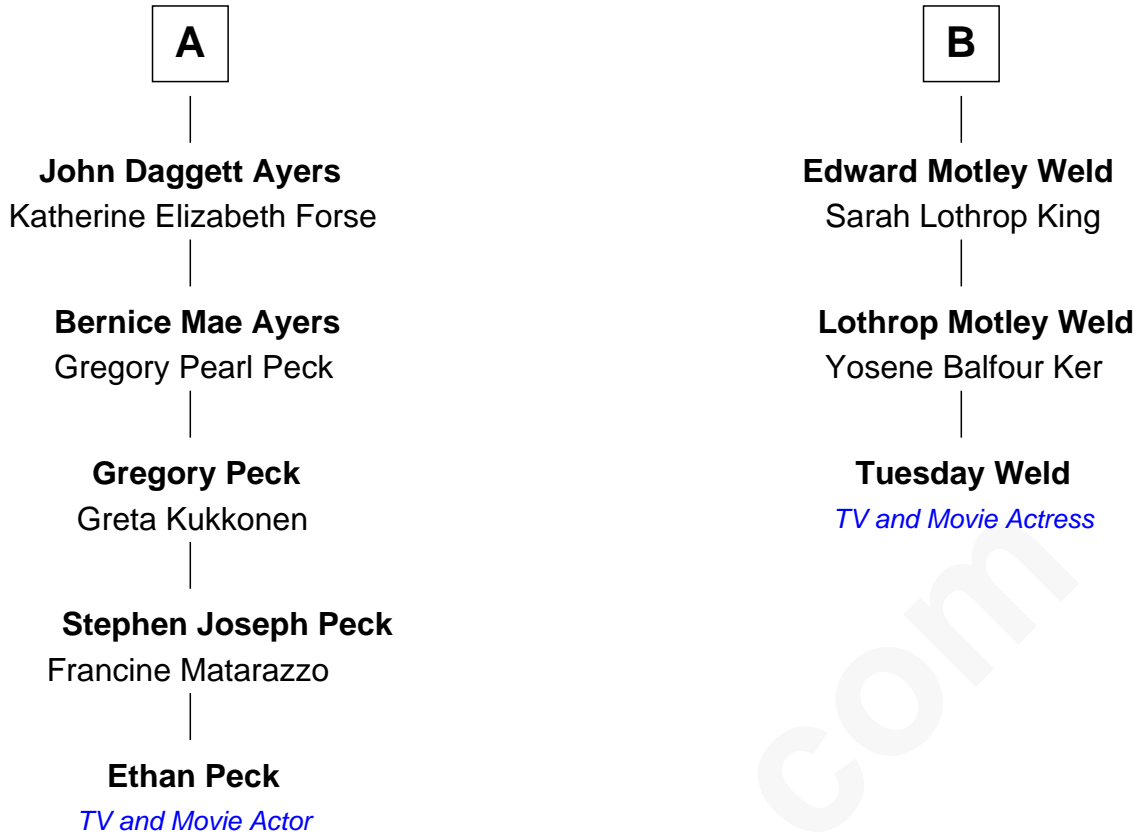 A
John Daggett Ayers
Katherine Elizabeth Forse
Bernice Mae Ayers
Gregory Pearl Peck
Gregory Peck
Greta Kukkonen
Stephen Joseph Peck
Francine Matarazzo
Ethan Peck
TV and Movie Actor
B
Edward Motley Weld
Sarah Lothrop King
Lothrop Motley Weld
Yosene Balfour Ker
Tuesday Weld
TV and Movie Actress
com